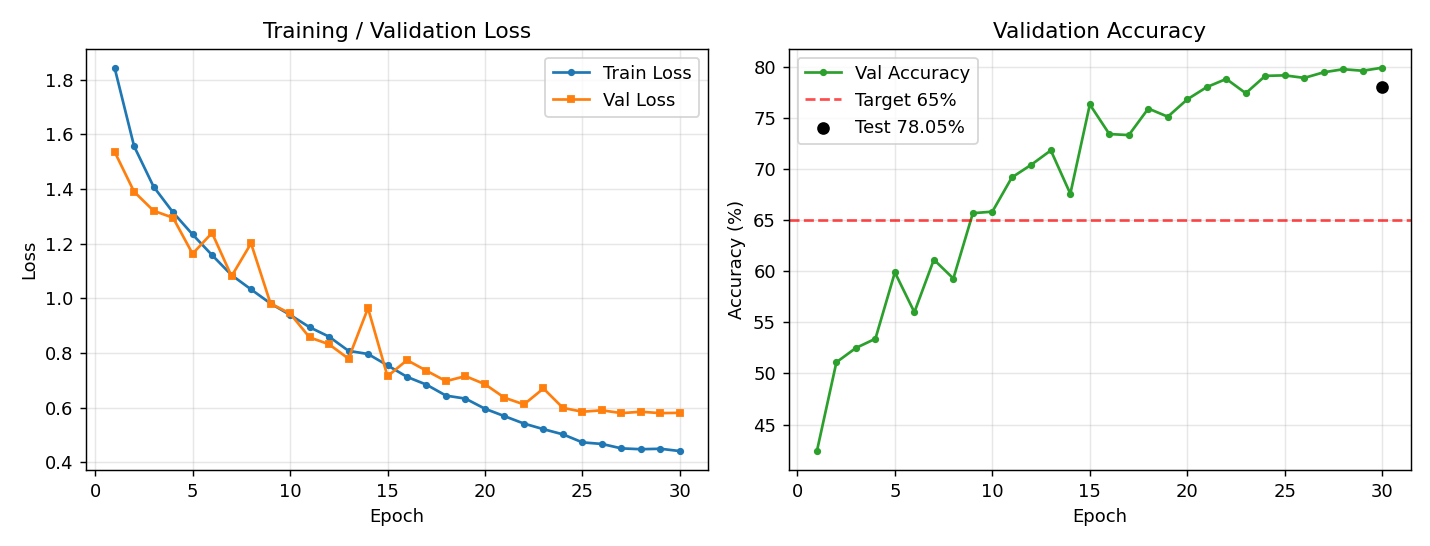 Training / Validation Loss
Train Loss
Val Loss
Loss
1.8
1.6
1.4
1.2
1.0
0.8
0.6
0.4
0 5 10 15 20 25 30
Epoch
Validation Accuracy
Val Accuracy
Target 65%
Test 78.05%
Accuracy (%)
80
75
70
65
60
55
50
45
0 5 10 15 20 25 30
Epoch